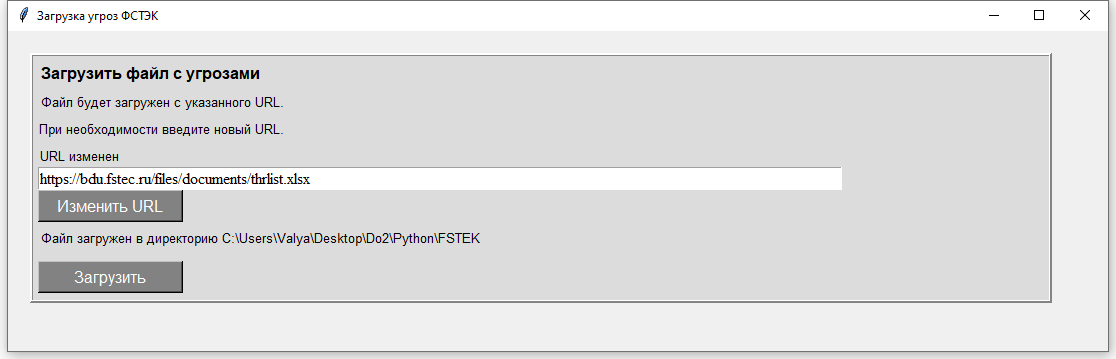 Загрузка угроз ФСТЭК
Загрузить файл с угрозами
Файл будет загружен с указанного URL.
При необходимости введите новый URL.
URL изменен
https://bdu.fstec.ru/files/documents/thrlist.xlsx
Изменить URL
Файл загружен в директорию C:\Users\Valya\Desktop\Do2\Python\FSTEK
Загрузить